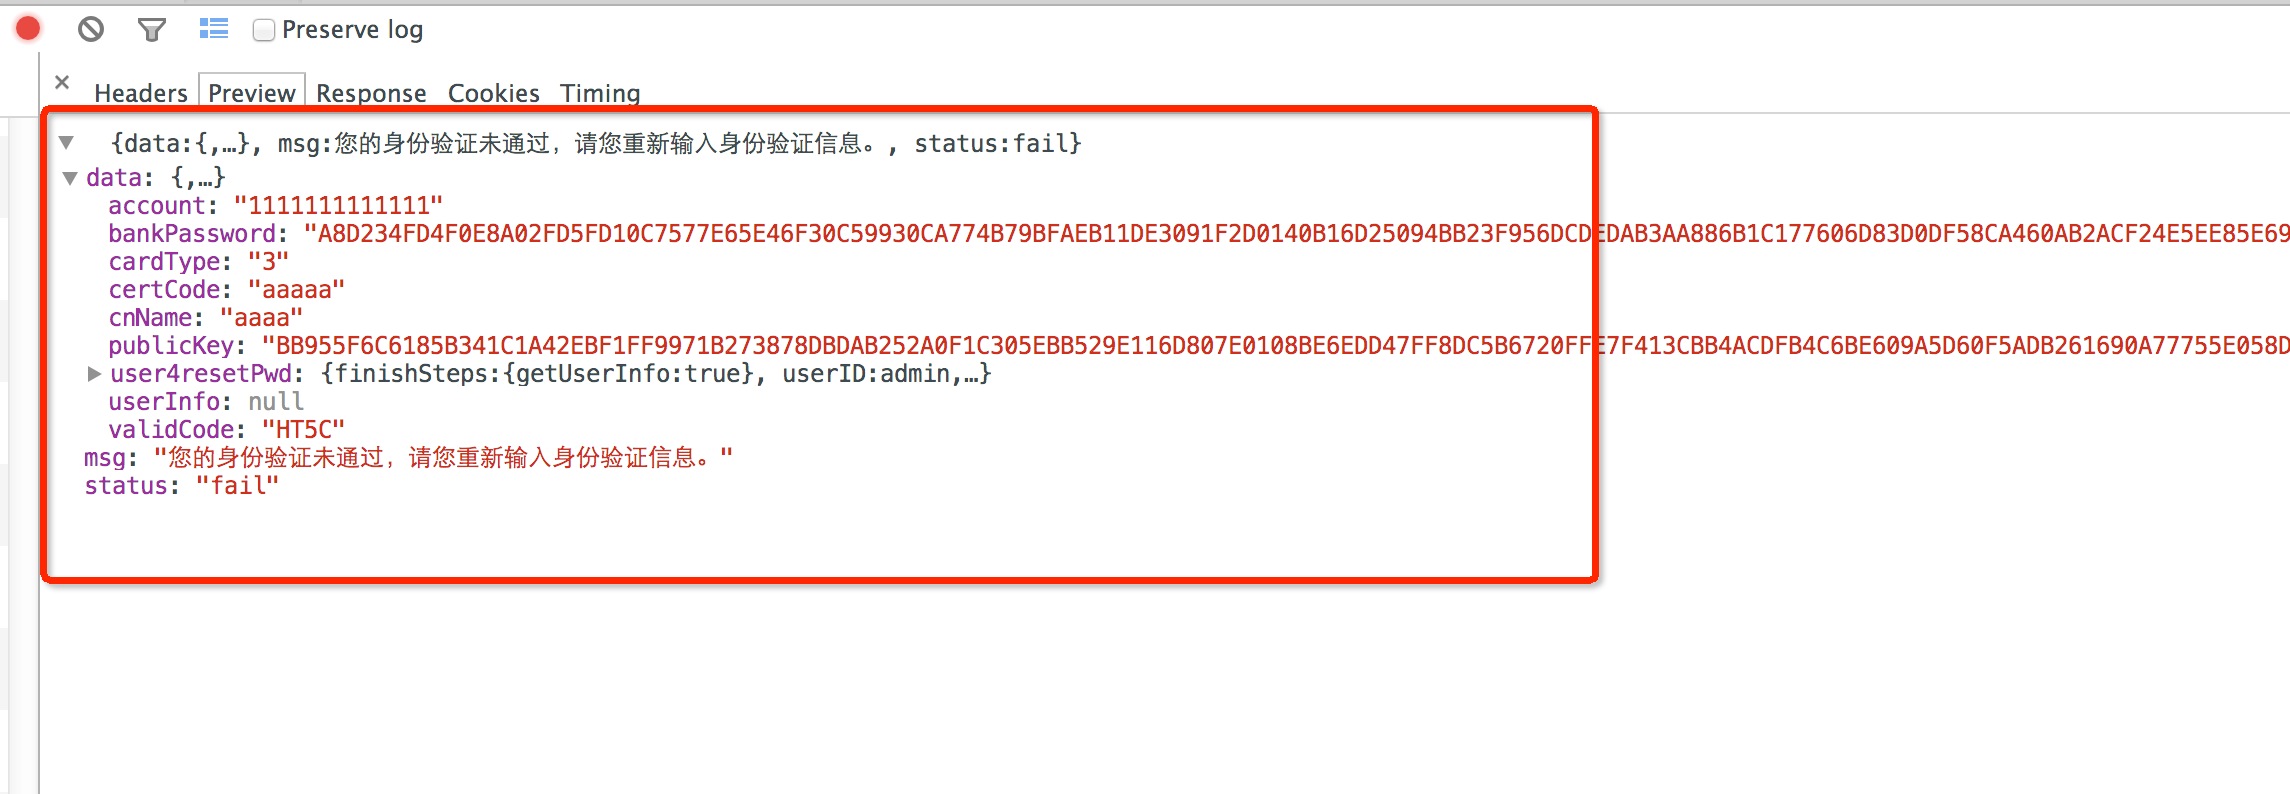 Preserve log
× Headers Preview Response Cookies Timing
{data:{,…}, msg:您的身份验证未通过，请您重新输入身份验证信息。, status:fail}
data: {,…}
account: "1111111111111"
bankPassword: "A8D234FD4F0E8A02FD5FD10C7577E65E46F30C59930CA774B79BFAEB11DE3091F2D0140B16D25094BB23F956DCDEDAB3AA886B1C177606D83D0DF58CA460AB2ACF24E5EE85E69
cardType: "3"
certCode: "aaaaa"
cnName: "aaaa"
publicKey: "BB955F6C6185B341C1A42EBF1FF9971B273878DBDAB252A0F1C305EBB529E116D807E0108BE6EDD47FF8DC5B6720FFE7F413CBB4ACDFB4C6BE609A5D60F5ADB261690A77755E058D
user4resetPwd: {finishSteps:{getUserInfo:true}, userID:admin,…}
userInfo: null
validCode: "HT5C"
msg: "您的身份验证未通过，请您重新输入身份验证信息。"
status: "fail"